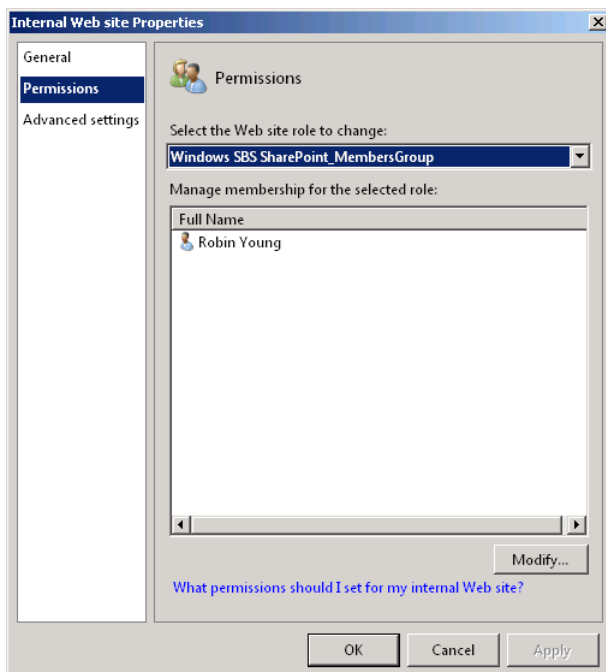 Internal Web site Properties
General
Permissions
Advanced settings
Permissions
Select the Web site role to change:
Windows SBS SharePoint_MembersGroup
Manage membership for the selected role:
Full Name
Robin Young
Modify...
What permissions should I set for my internal Web site?
OK
Cancel
Apply